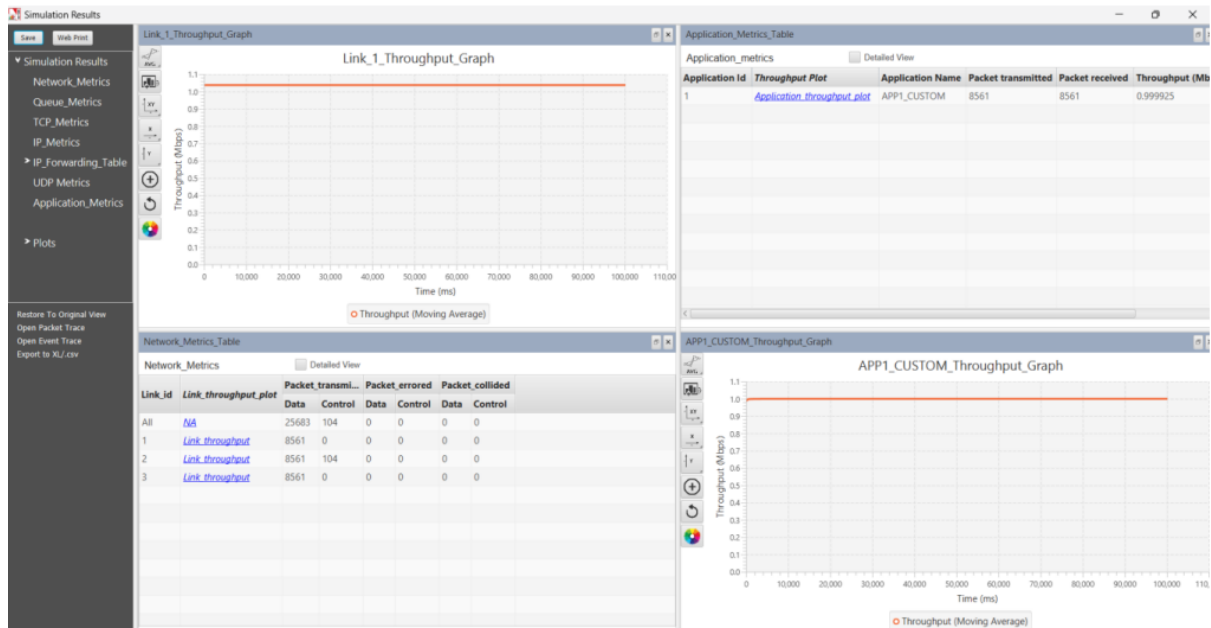 Simulation Results
Save Web Print
Simulation Results
Network_Metrics
Queue_Metrics
TCP_Metrics
IP_Metrics
IP_Forwarding_Table
UDP Metrics
Application_Metrics
Plots
Restore To Original View
Open Packet Trace
Open Event Trace
Export to XL/.csv
Link_1_Throughput_Graph
AVG.
XY
X
Y
Link_1_Throughput_Graph
Throughput (Mbps)
1.1
1.0
0.9
0.8
0.7
0.6
0.5
0.4
0.3
0.2
0.1
0.0
0 10,000 20,000 30,000 40,000 50,000 60,000 70,000 80,000 90,000 100,000 110,00
Time (ms)
Throughput (Moving Average)
Application_Metrics_Table
Application_metrics Detailed View
Application Id Throughput Plot Application Name Packet transmitted Packet received Throughput (Mb
1 Application_throughput_plot APP1_CUSTOM 8561 8561 0.999925
Network_Metrics_Table
Network_Metrics Detailed View
Link_id Link_throughput_plot Packet_transmi... Packet_errored Packet_collided
Data Control Data Control Data Control
All NA 25683 104 0 0 0 0
1 Link_throughput 8561 0 0 0 0 0
2 Link_throughput 8561 104 0 0 0 0
3 Link_throughput 8561 0 0 0 0 0
APP1_CUSTOM_Throughput_Graph
AVG.
XY
X
Y
APP1_CUSTOM_Throughput_Graph
Throughput (Mbps)
1.1
1.0
0.9
0.8
0.7
0.6
0.5
0.4
0.3
0.2
0.1
0.0
0 10,000 20,000 30,000 40,000 50,000 60,000 70,000 80,000 90,000 100,000 110,
Time (ms)
Throughput (Moving Average)